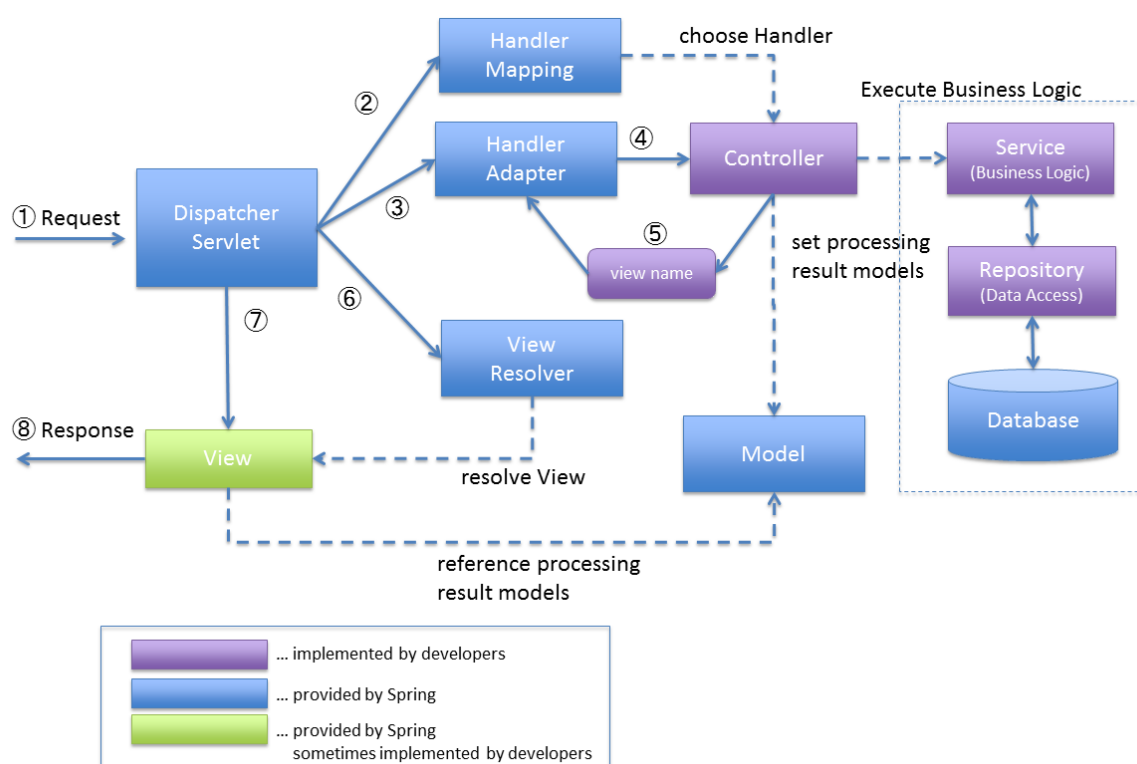 Handler
Mapping
choose Handler
Execute Business Logic
②
Handler
Adapter
④
Controller
Service
(Business Logic)
① Request
Dispatcher
Servlet
③
⑤
view name
set processing
result models
Repository
(Data Access)
⑥
⑦
View
Resolver
Database
⑧ Response
View
resolve View
Model
reference processing
result models
... implemented by developers
... provided by Spring
... provided by Spring
sometimes implemented by developers